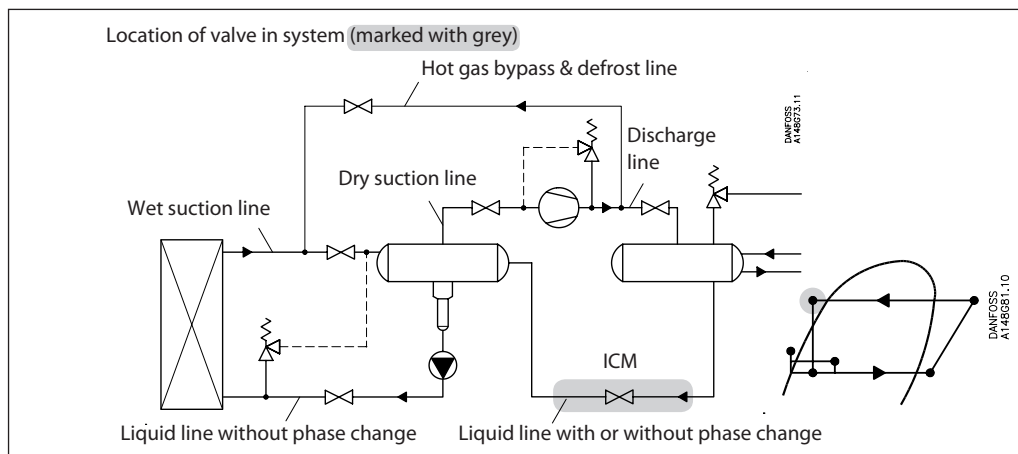 Location of valve in system (marked with grey)
Hot gas bypass & defrost line
DANFOSS
A148G73.11
Discharge
line
Dry suction line
Wet suction line
DANFOSS
A148G81.10
ICM
Liquid line without phase change
Liquid line with or without phase change